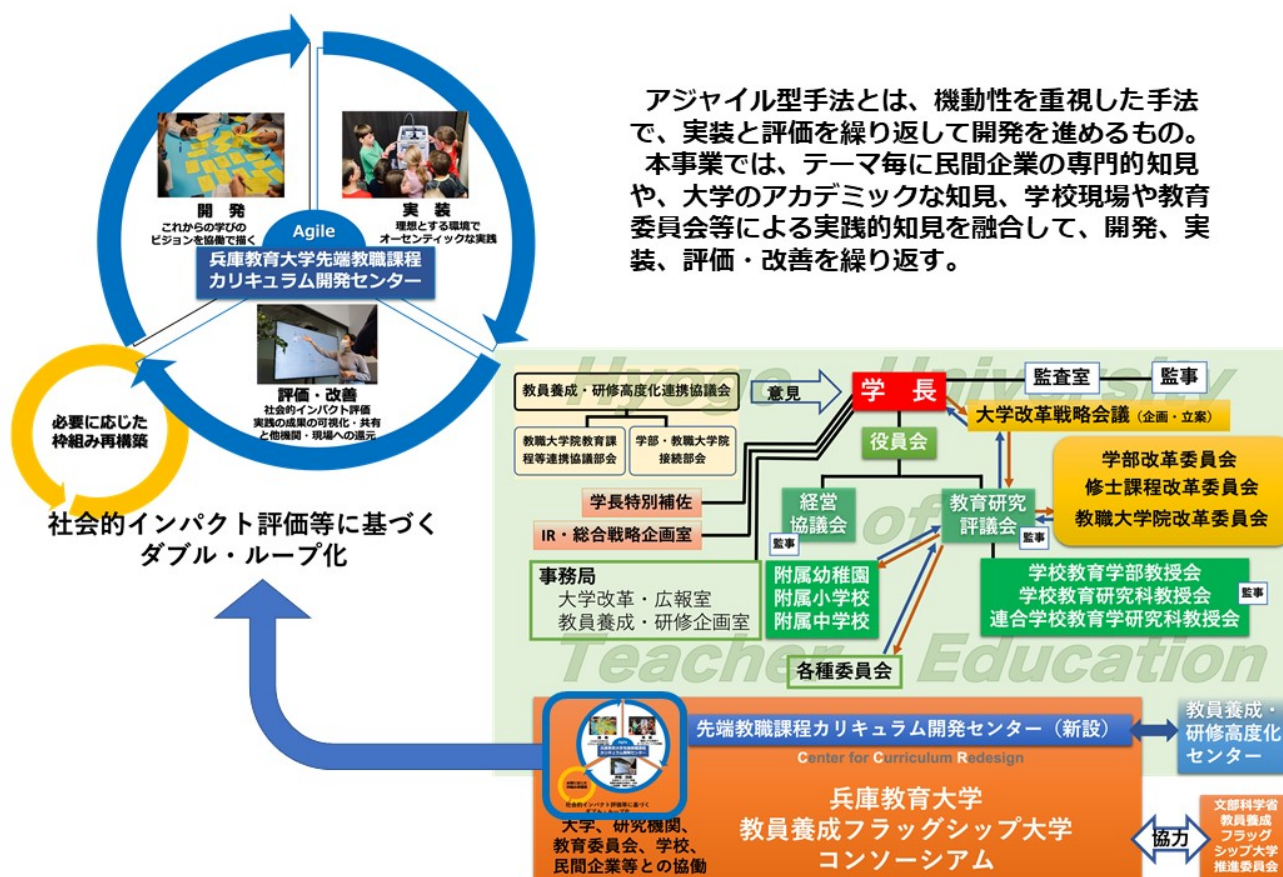 アジャイル型手法とは、機動性を重視した手法
で、実装と評価を繰り返して開発を進めるもの。
本事業では、テーマ毎に民間企業の専門的知見
や、大学のアカデミックな知見、学校現場や教育
委員会等による実践的知見を融合して、開発、実
装、評価・改善を繰り返す。
開発
これからの学びの
ビジョンを協働で描く
実装
理想とする環境で
オーセンティックな実践
Agile
兵庫教育大学先端教職課程
カリキュラム開発センター
評価・改善
社会的インパクト評価
実践の成果の可視化・共有
と他機関・現場への還元
必要に応じた
枠組み再構築
社会的インパクト評価等に基づく
ダブル・ループ化
Hyogo University
of
Teacher Education
教員養成・研修高度化連携協議会
意見
教職大学院教育課
程等連携協議部会
学部・教職大学院
接続部会
学長
監査室
監事
大学改革戦略会議（企画・立案）
役員会
学部改革委員会
修士課程改革委員会
教職大学院改革委員会
学長特別補佐
IR・総合戦略企画室
経営
協議会
監事
教育研究
評議会
監事
事務局
大学改革・広報室
教員養成・研修企画室
附属幼稚園
附属小学校
附属中学校
学校教育学部教授会
学校教育研究科教授会
連合学校教育学研究科教授会
監事
各種委員会
先端教職課程カリキュラム開発センター（新設）
Center for Curriculum Redesign
教員養成・
研修高度化
センター
兵庫教育大学
教員養成フラッグシップ大学
コンソーシアム
社会的インパクト評価等に基づく
ダブル・ループ化
大学、研究機関、
教育委員会、学校、
民間企業等との協働
協力
文部科学省
教員養成
フラッグ
シップ大学
推進委員会